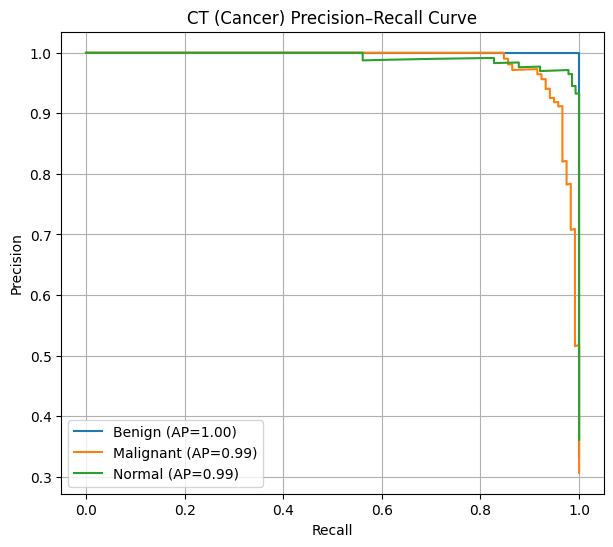 CT (Cancer) Precision–Recall Curve
1.0
0.9
0.8
0.7
0.6
0.5
0.4
0.3
Precision
Benign (AP=1.00)
Malignant (AP=0.99)
Normal (AP=0.99)
0.0 0.2 0.4 0.6 0.8 1.0
Recall